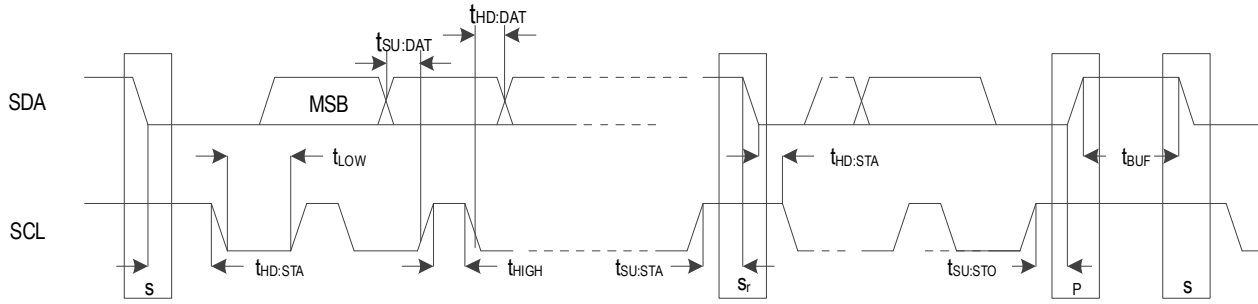 tHD:DAT
tSU:DAT
SDA
MSB
tLOW
tHD:STA
tBUF
SCL
tHD:STA
tHIGH
tSU:STA
tSU:STO
S
Sr
P
S